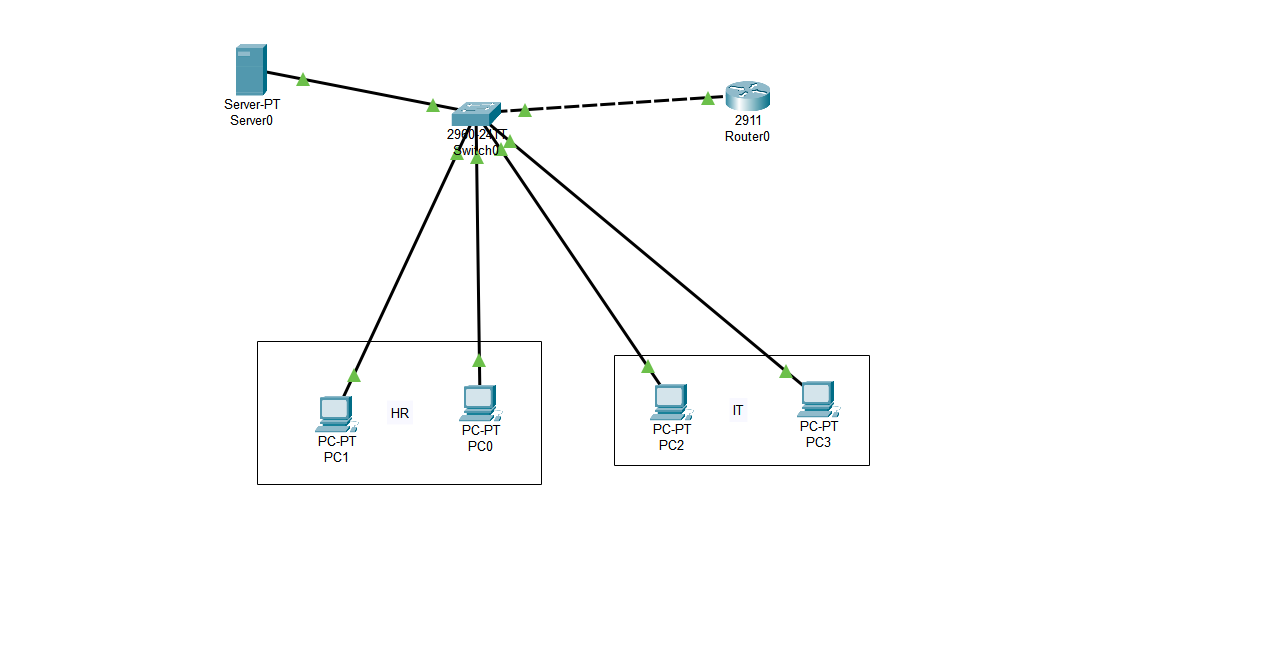 Server-PT
Server0
2960-24TT
Switch0
2911
Router0
HR
PC-PT
PC1
PC-PT
PC0
PC-PT
PC2
IT
PC-PT
PC3